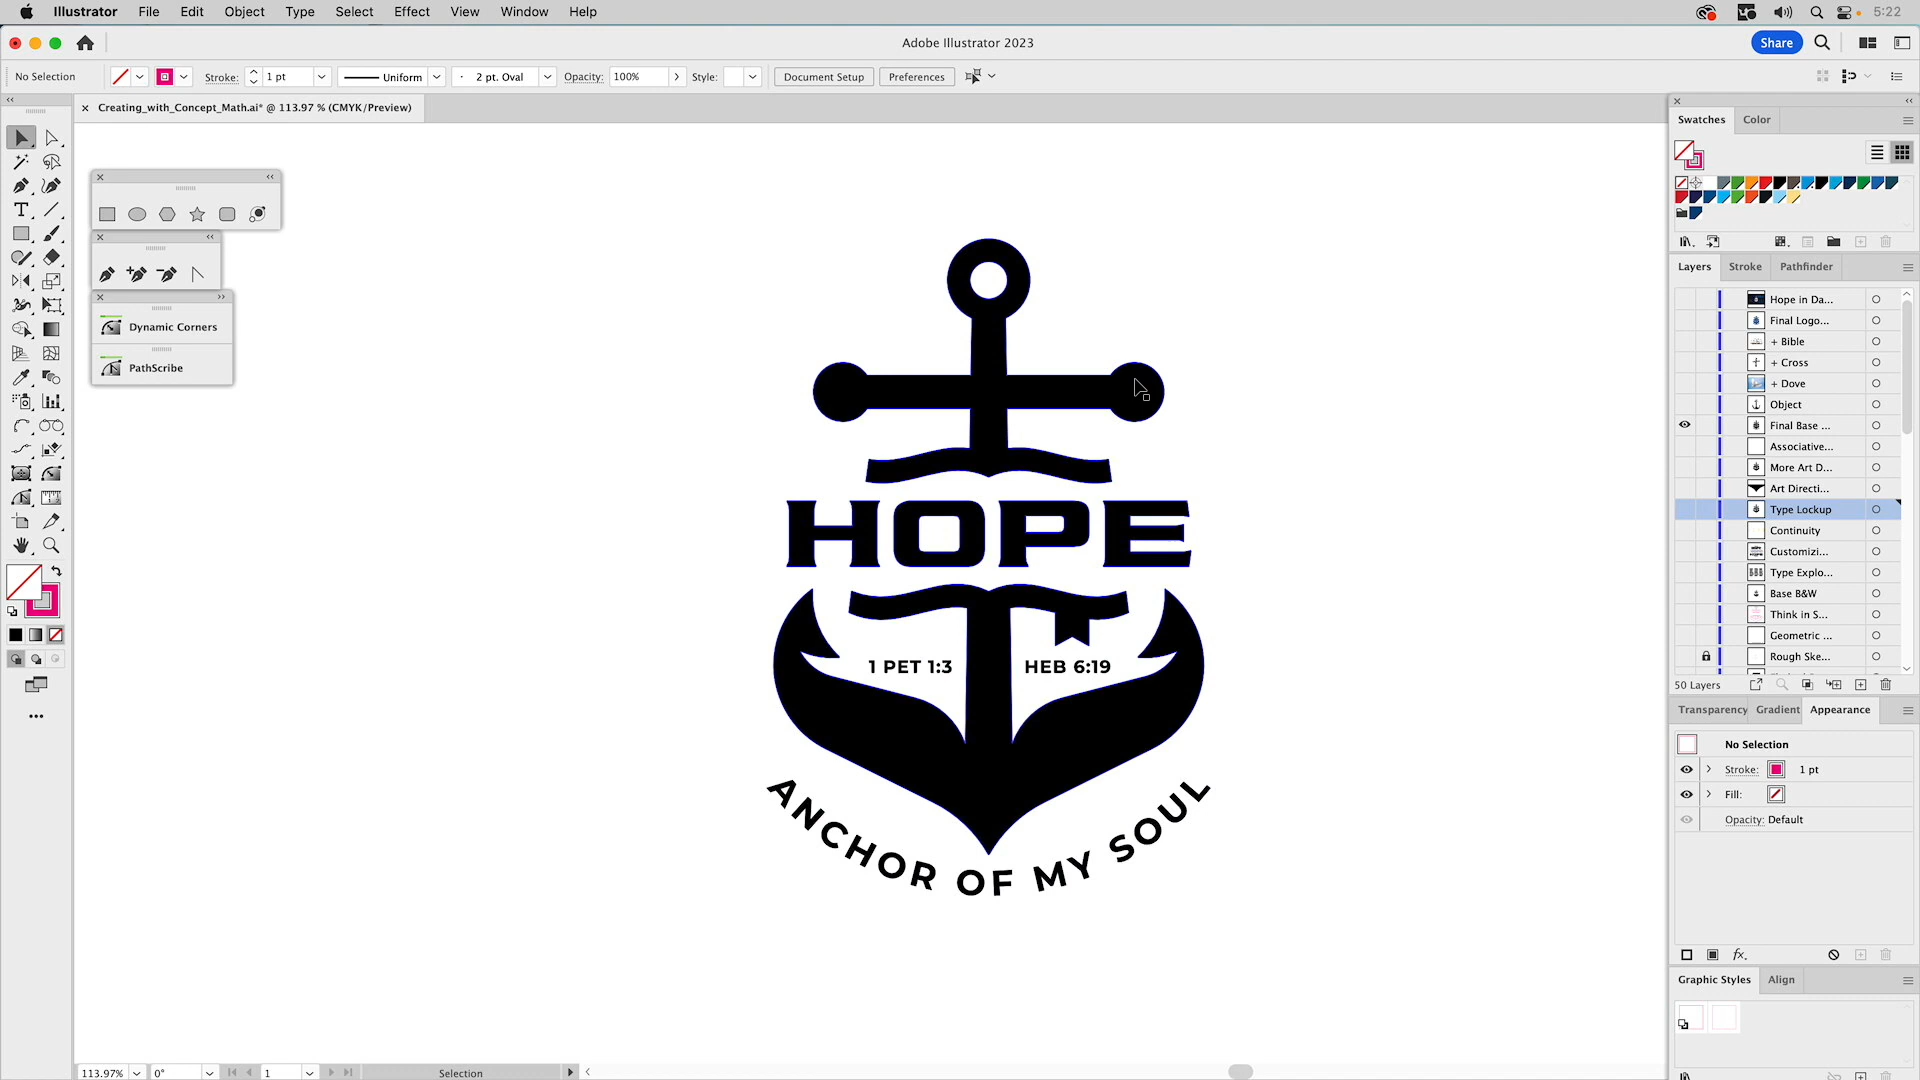 Illustrator File Edit Object Type Select Effect View Window Help 5:22
Adobe Illustrator 2023 Share
No Selection Stroke: 1 pt Uniform 2 pt. Oval Opacity: 100% Style: Document Setup Preferences
Creating_with_Concept_Math.ai* @ 113.97 % (CMYK/Preview)
Swatches Color
Dynamic Corners
PathScribe
HOPE
1 PET 1:3 HEB 6:19
ANCHOR OF MY SOUL
Layers Stroke Pathfinder
Hope in Da...
Final Logo...
+ Bible
+ Cross
+ Dove
Object
Final Base ...
Associative...
More Art D...
Art Directi...
Type Lockup
Continuity
Customizi...
Type Explo...
Base B&W
Think in S...
Geometric ...
Rough Ske...
50 Layers
Transparency Gradient Appearance
No Selection
Stroke: 1 pt
Fill:
Opacity: Default
fx.
Graphic Styles Align
113.97% 0° 1 Selection